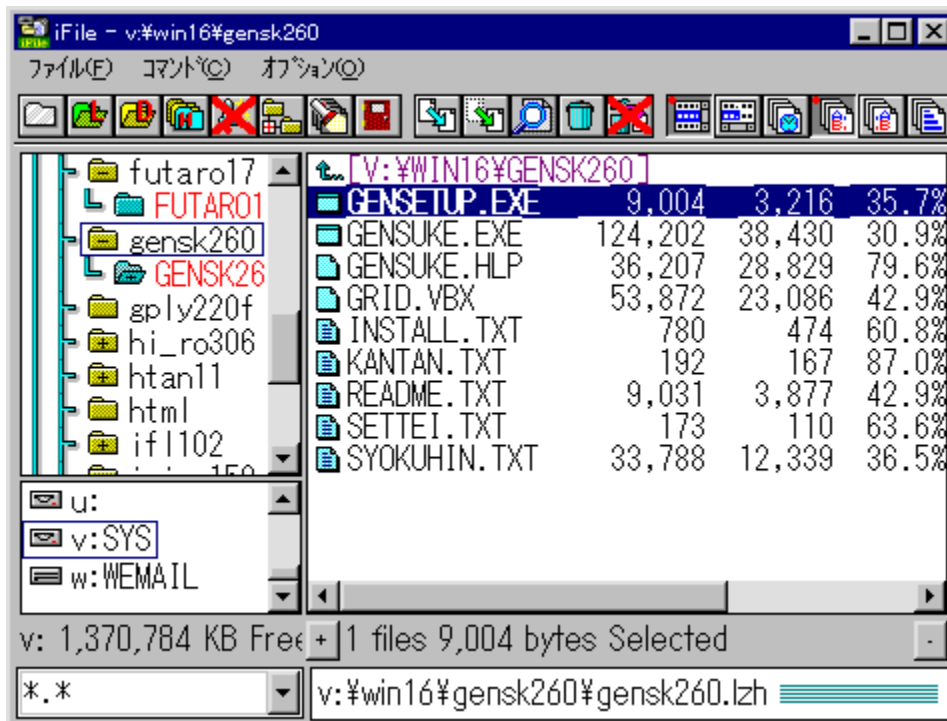 iFile - v:¥win16¥gensk260
ﾌｧｲﾙ(F) ｺﾏﾝﾄﾞ(C) ｵﾌﾟｼｮﾝ(O)
futaro17
FUTARO1
gensk260
GENSK26
gply220f
hi_ro306
htan11
html
ifl102
[V:¥WIN16¥GENSK260]
GENSETUP.EXE 9,004 3,216 35.7%
GENSUKE.EXE 124,202 38,430 30.9%
GENSUKE.HLP 36,207 28,829 79.6%
GRID.VBX 53,872 23,086 42.9%
INSTALL.TXT 780 474 60.8%
KANTAN.TXT 192 167 87.0%
README.TXT 9,031 3,877 42.9%
SETTEI.TXT 173 110 63.6%
SYOKUHIN.TXT 33,788 12,339 36.5%
u:
v:SYS
w:WEMAIL
v: 1,370,784 KB Free
+ 1 files 9,004 bytes Selected -
*.*
v:¥win16¥gensk260¥gensk260.lzh